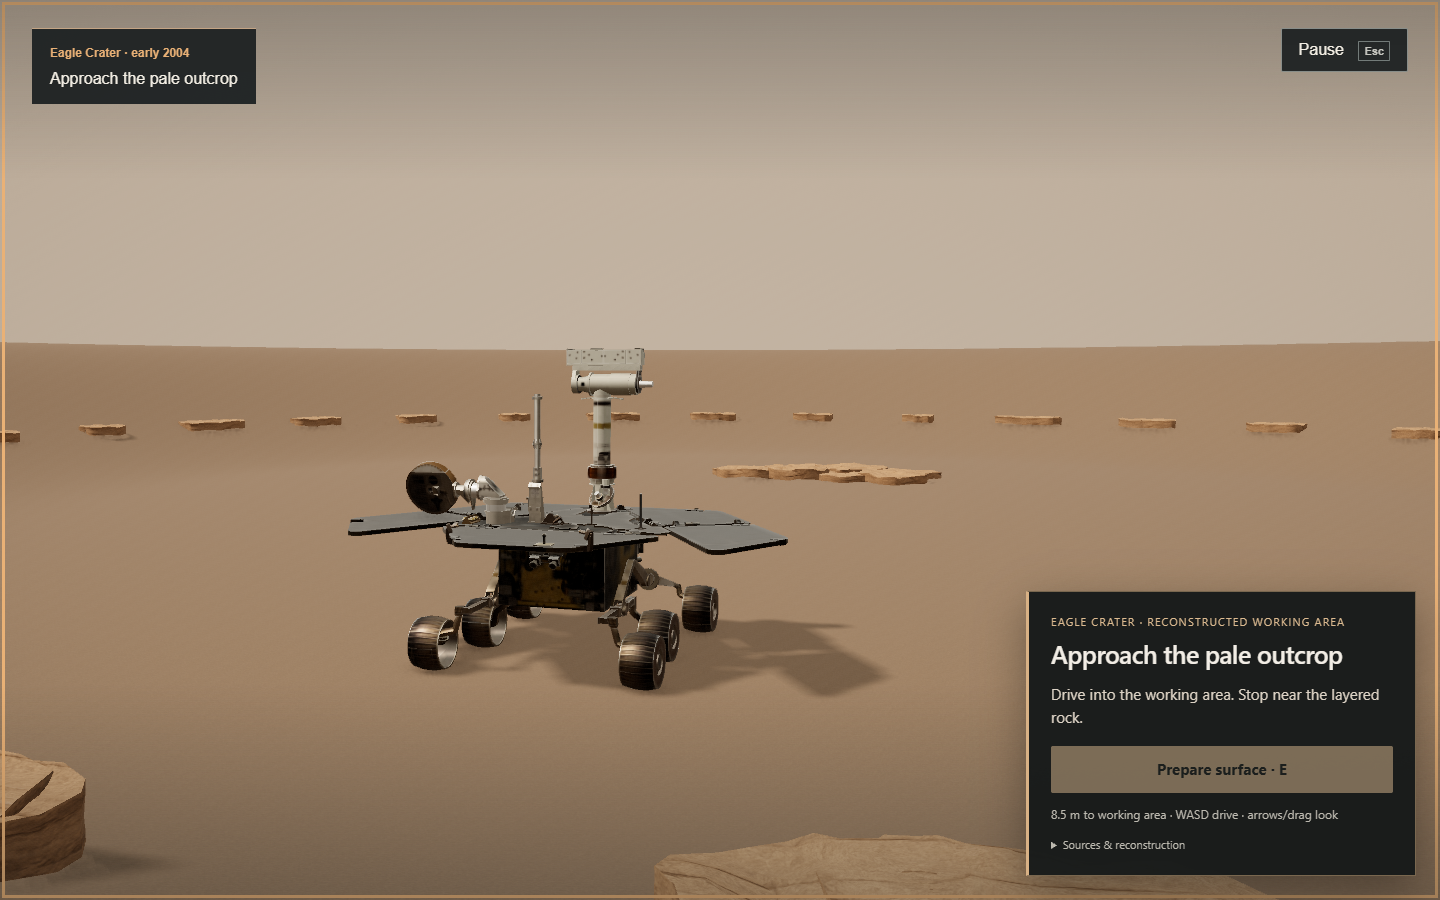 Eagle Crater · early 2004
Approach the pale outcrop
Pause Esc
EAGLE CRATER · RECONSTRUCTED WORKING AREA
Approach the pale outcrop
Drive into the working area. Stop near the layered
rock.
Prepare surface · E
8.5 m to working area · WASD drive · arrows/drag look
Sources & reconstruction